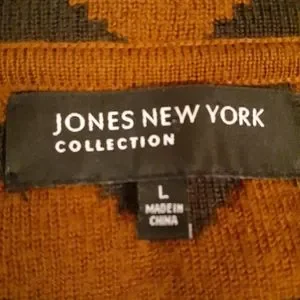 JONES NEW YORK
COLLECTION
L
MADE IN
CHINA